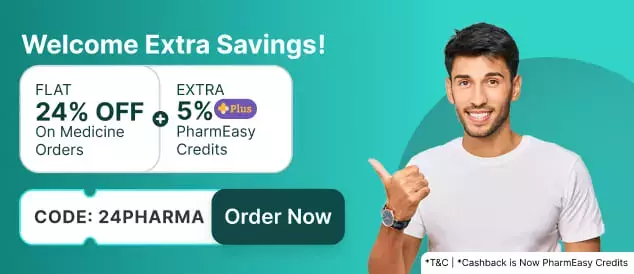 Welcome Extra Savings!
FLAT
24% OFF
On Medicine
Orders
EXTRA
5% Plus
PharmEasy
Credits
CODE: 24PHARMA
Order Now
*T&C | *Cashback is Now PharmEasy Credits